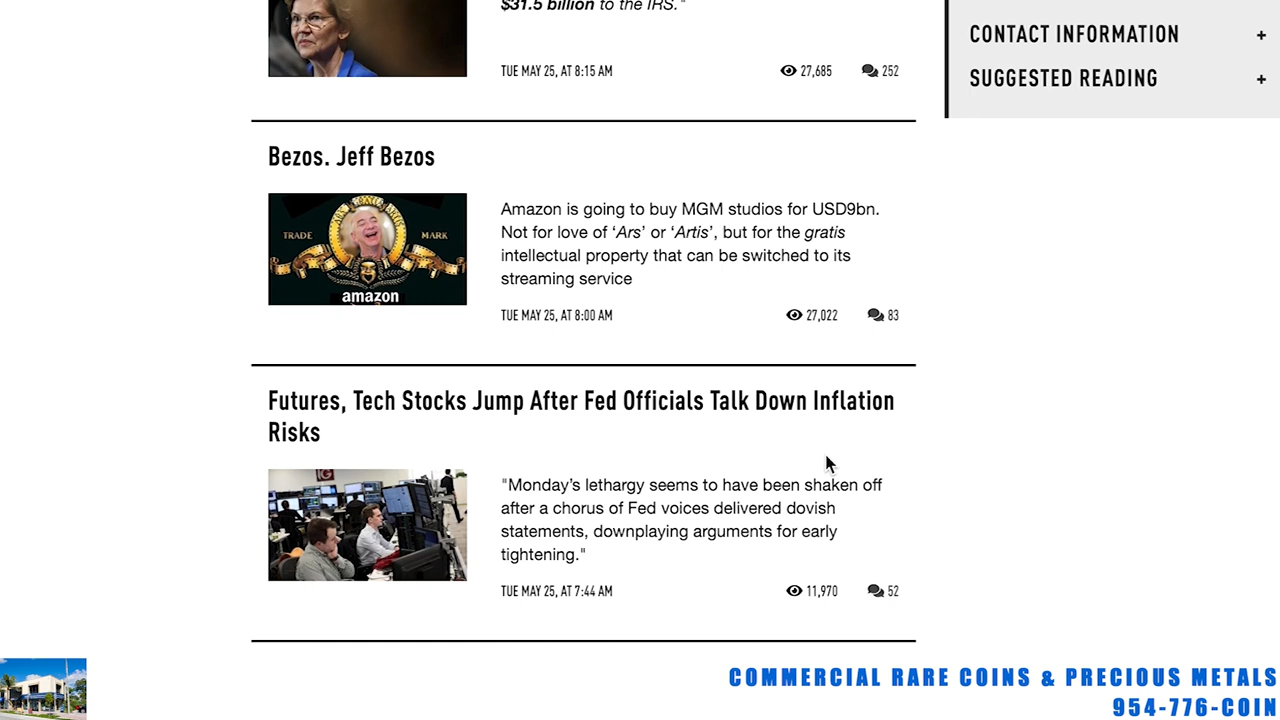 $31.5 billion to the IRS."
TUE MAY 25, AT 8:15 AM 27,685 252
CONTACT INFORMATION +
SUGGESTED READING +
Bezos. Jeff Bezos
TRADE MARK
amazon
Amazon is going to buy MGM studios for USD9bn.
Not for love of ‘Ars’ or ‘Artis’, but for the gratis
intellectual property that can be switched to its
streaming service
TUE MAY 25, AT 8:00 AM 27,022 83
Futures, Tech Stocks Jump After Fed Officials Talk Down Inflation
Risks
IG
"Monday’s lethargy seems to have been shaken off
after a chorus of Fed voices delivered dovish
statements, downplaying arguments for early
tightening."
TUE MAY 25, AT 7:44 AM 11,970 52
COMMERCIAL RARE COINS & PRECIOUS METALS
954-776-COIN